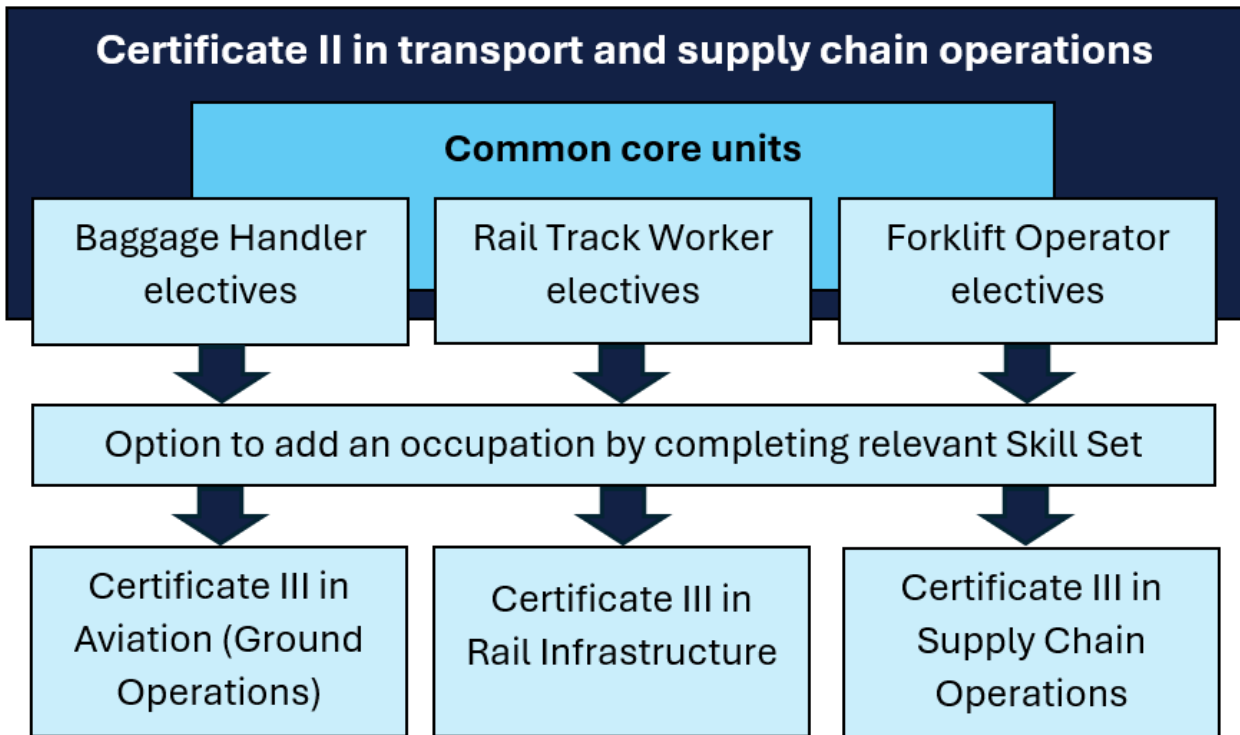 Certificate II in transport and supply chain operations
Common core units
Baggage Handler
electives
Rail Track Worker
electives
Forklift Operator
electives
Option to add an occupation by completing relevant Skill Set
Certificate III in
Aviation (Ground
Operations)
Certificate III in
Rail Infrastructure
Certificate III in
Supply Chain
Operations